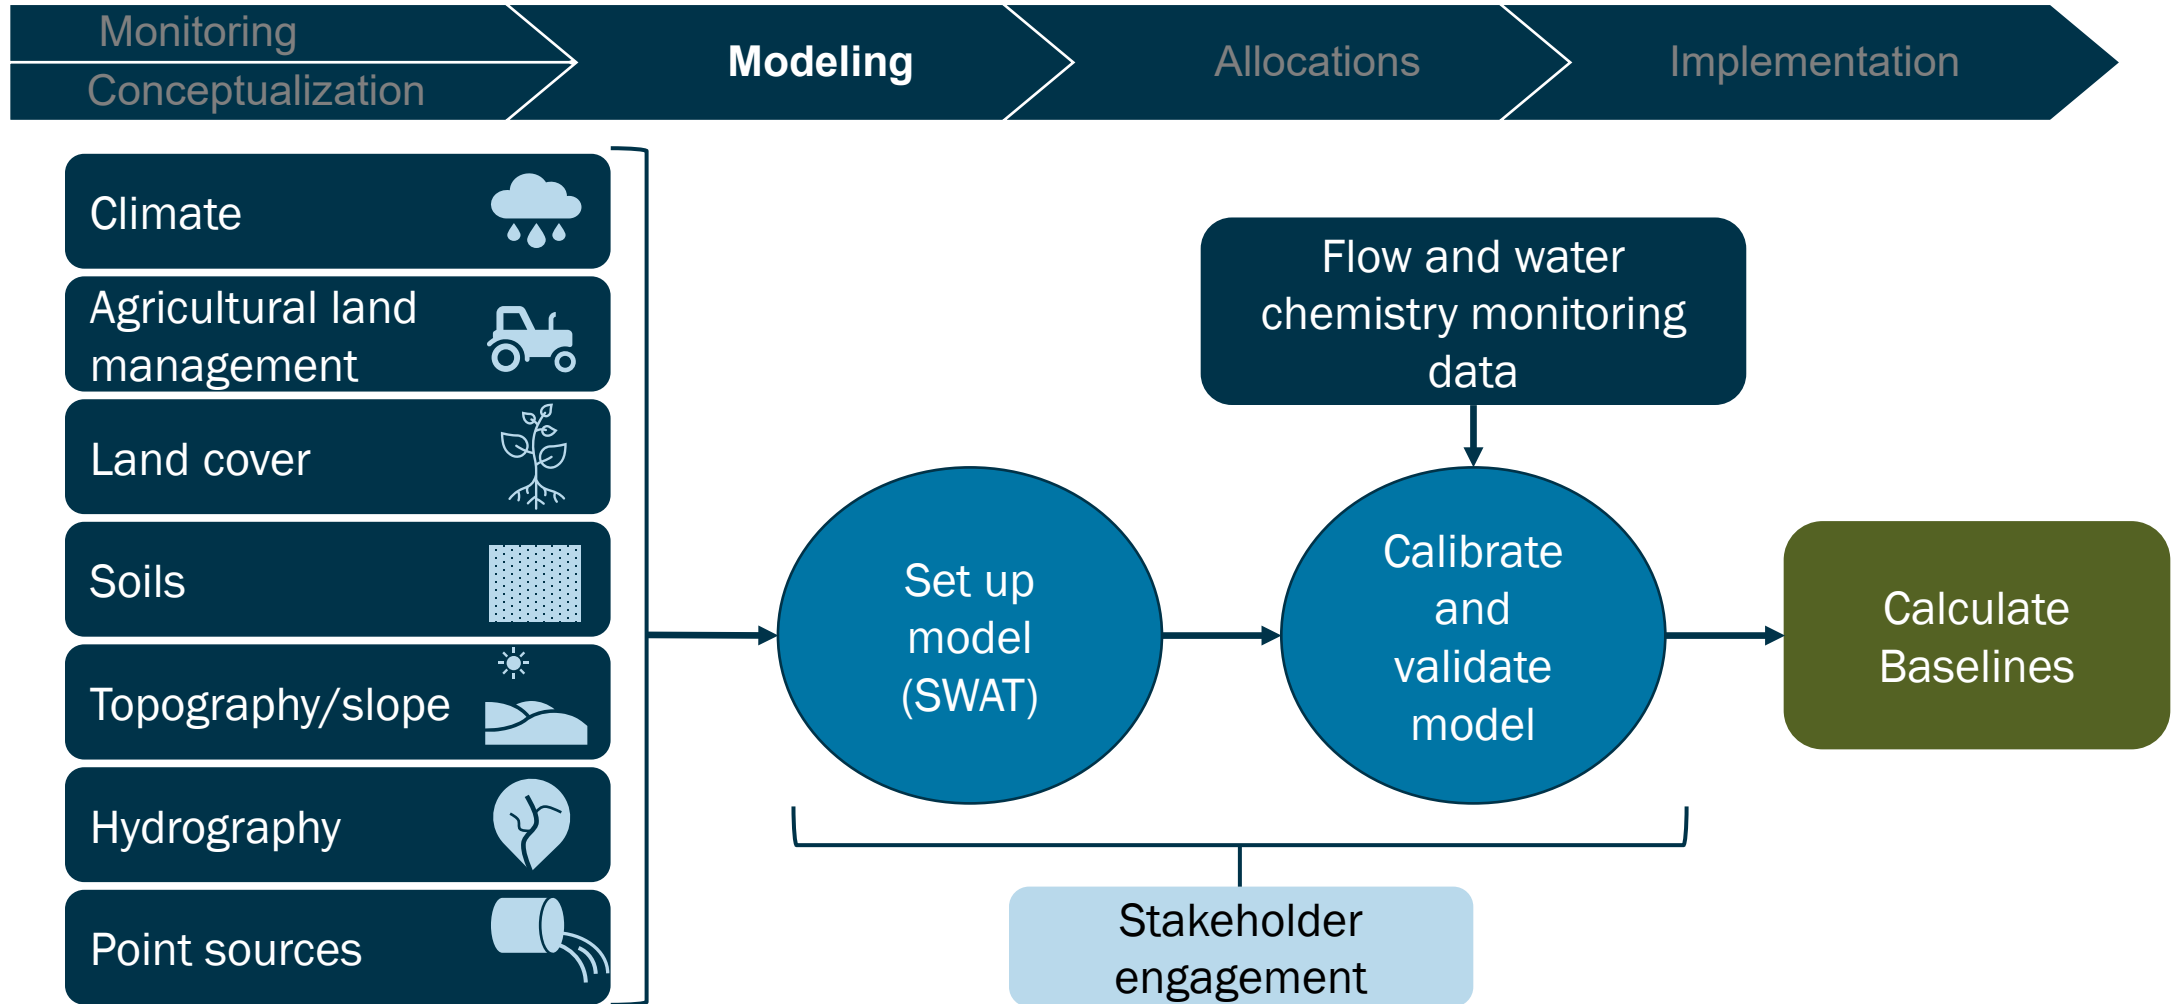 Monitoring
Conceptualization
Modeling
Allocations
Implementation
Climate
Agricultural land
management
Land cover
Soils
Topography/slope
Hydrography
Point sources
Set up
model
(SWAT)
Flow and water
chemistry monitoring
data
Calibrate
and
validate
model
Calculate
Baselines
Stakeholder
engagement